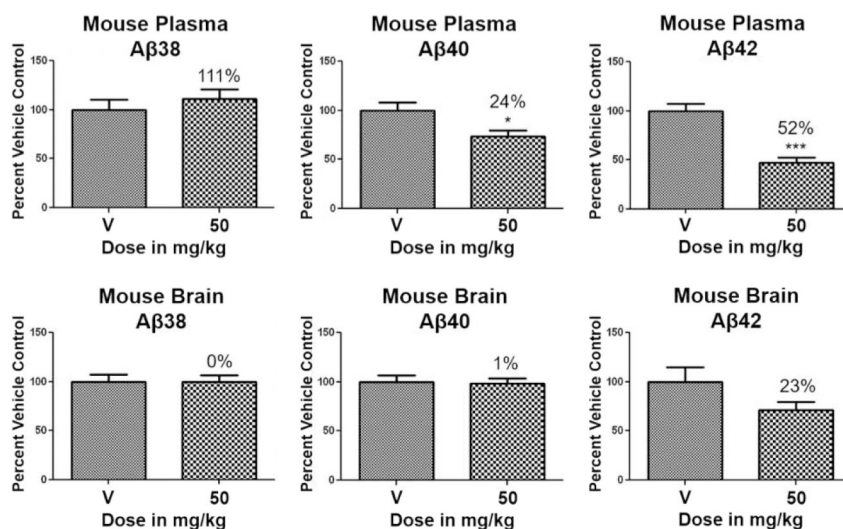 Mouse Plasma
Aβ38
Percent Vehicle Control
150
100
50
0
111%
V
50
Dose in mg/kg
Mouse Plasma
Aβ40
Percent Vehicle Control
150
100
50
0
24%
*
V
50
Dose in mg/kg
Mouse Plasma
Aβ42
Percent Vehicle Control
150
100
50
0
52%
***
V
50
Dose in mg/kg
Mouse Brain
Aβ38
Percent Vehicle Control
150
100
50
0
0%
V
50
Dose in mg/kg
Mouse Brain
Aβ40
Percent Vehicle Control
150
100
50
0
1%
V
50
Dose in mg/kg
Mouse Brain
Aβ42
Percent Vehicle Control
150
100
50
0
23%
V
50
Dose in mg/kg